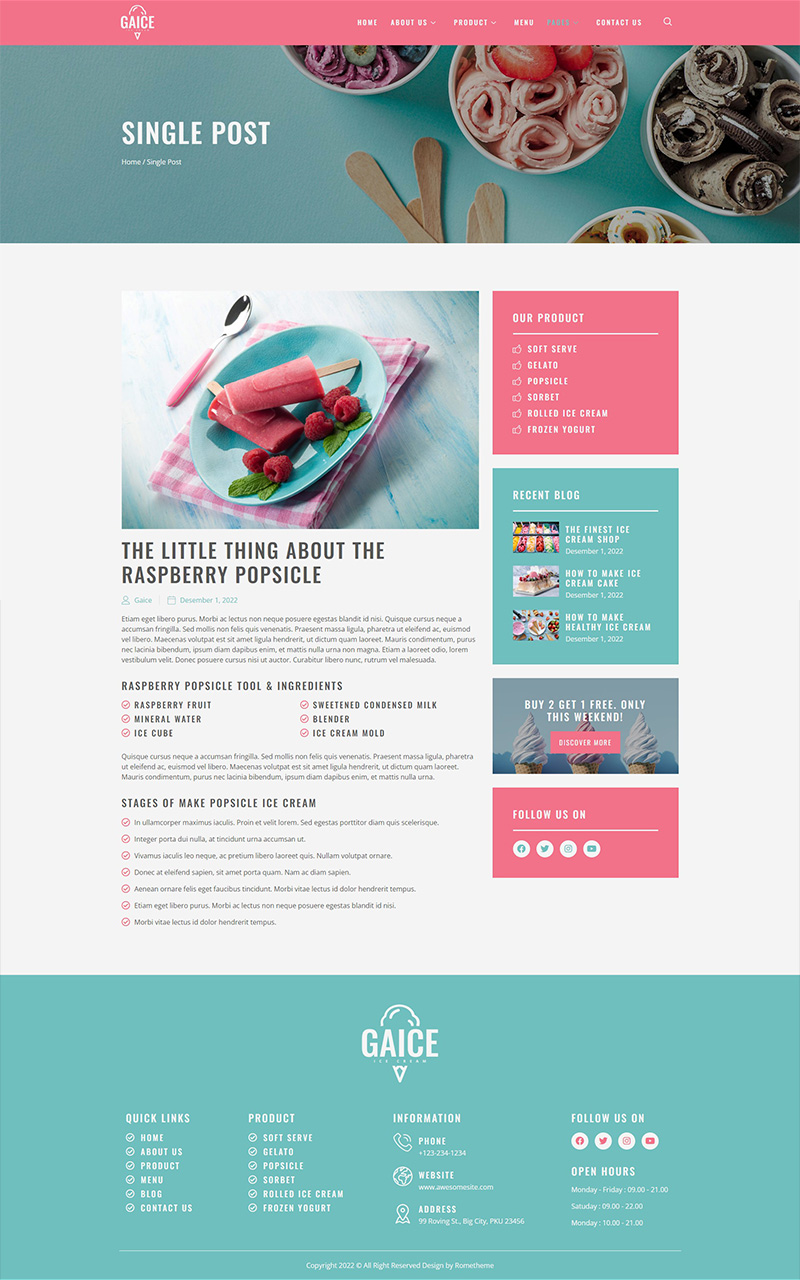 GAICE
HOME ABOUT US PRODUCT MENU PAGES CONTACT US
SINGLE POST
Home / Single Post
THE LITTLE THING ABOUT THE
RASPBERRY POPSICLE
Gaice Desember 1, 2022
Etiam eget libero purus. Morbi ac lectus non neque posuere egestas blandit id nisi. Quisque cursus neque a
accumsan fringilla. Sed mollis non felis quis venenatis. Praesent massa ligula, pharetra ut eleifend ac, euismod
vel libero. Maecenas volutpat est sit amet ligula hendrerit, ut dictum quam laoreet. Mauris condimentum, purus
nec lacinia bibendum, ipsum diam dapibus enim, et mattis nulla urna non magna. Etiam a laoreet odio, lorem
vestibulum velit. Donec posuere cursus nisi ut auctor. Curabitur libero nunc, rutrum vel malesuada.
RASPBERRY POPSICLE TOOL & INGREDIENTS
RASPBERRY FRUIT
MINERAL WATER
ICE CUBE
SWEETENED CONDENSED MILK
BLENDER
ICE CREAM MOLD
Quisque cursus neque a accumsan fringilla. Sed mollis non felis quis venenatis. Praesent massa ligula, pharetra
ut eleifend ac, euismod vel libero. Maecenas volutpat est sit amet ligula hendrerit, ut dictum quam laoreet.
Mauris condimentum, purus nec lacinia bibendum, ipsum diam dapibus enim, et mattis nulla urna.
STAGES OF MAKE POPSICLE ICE CREAM
In ullamcorper maximus iaculis. Proin et velit lorem. Sed egestas porttitor diam quis scelerisque.
Integer porta dui nulla, at tincidunt urna accumsan ut.
Vivamus iaculis leo neque, ac pretium libero laoreet quis. Nullam volutpat ornare.
Donec at eleifend sapien, sit amet porta quam. Nam ac diam sapien.
Aenean ornare felis eget faucibus tincidunt. Morbi vitae lectus id dolor hendrerit tempus.
Etiam eget libero purus. Morbi ac lectus non neque posuere egestas blandit id nisi.
Morbi vitae lectus id dolor hendrerit tempus.
OUR PRODUCT
SOFT SERVE
GELATO
POPSICLE
SORBET
ROLLED ICE CREAM
FROZEN YOGURT
RECENT BLOG
THE FINEST ICE
CREAM SHOP
Desember 1, 2022
HOW TO MAKE ICE
CREAM CAKE
Desember 1, 2022
HOW TO MAKE
HEALTHY ICE CREAM
Desember 1, 2022
BUY 2 GET 1 FREE. ONLY
THIS WEEKEND!
DISCOVER MORE
FOLLOW US ON
GAICE
ICE CREAM
QUICK LINKS
HOME
ABOUT US
PRODUCT
MENU
BLOG
CONTACT US
PRODUCT
SOFT SERVE
GELATO
POPSICLE
SORBET
ROLLED ICE CREAM
FROZEN YOGURT
INFORMATION
PHONE
+123-234-1234
WEBSITE
www.awesomesite.com
ADDRESS
99 Roving St., Big City, PKU 23456
FOLLOW US ON
OPEN HOURS
Monday - Friday : 09.00 - 21.00
Satuday : 09.00 - 22.00
Monday : 10.00 - 21.00
Copyright 2022 © All Right Reserved Design by Rometheme